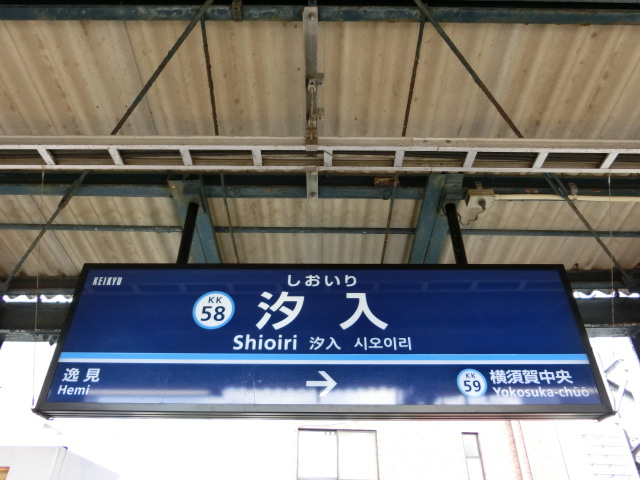 KEIKYU
しおいり
KK
58
汐入
Shioiri 汐入 시오이리
逸見
Hemi
→
KK
59
横須賀中央
Yokosuka-chūō